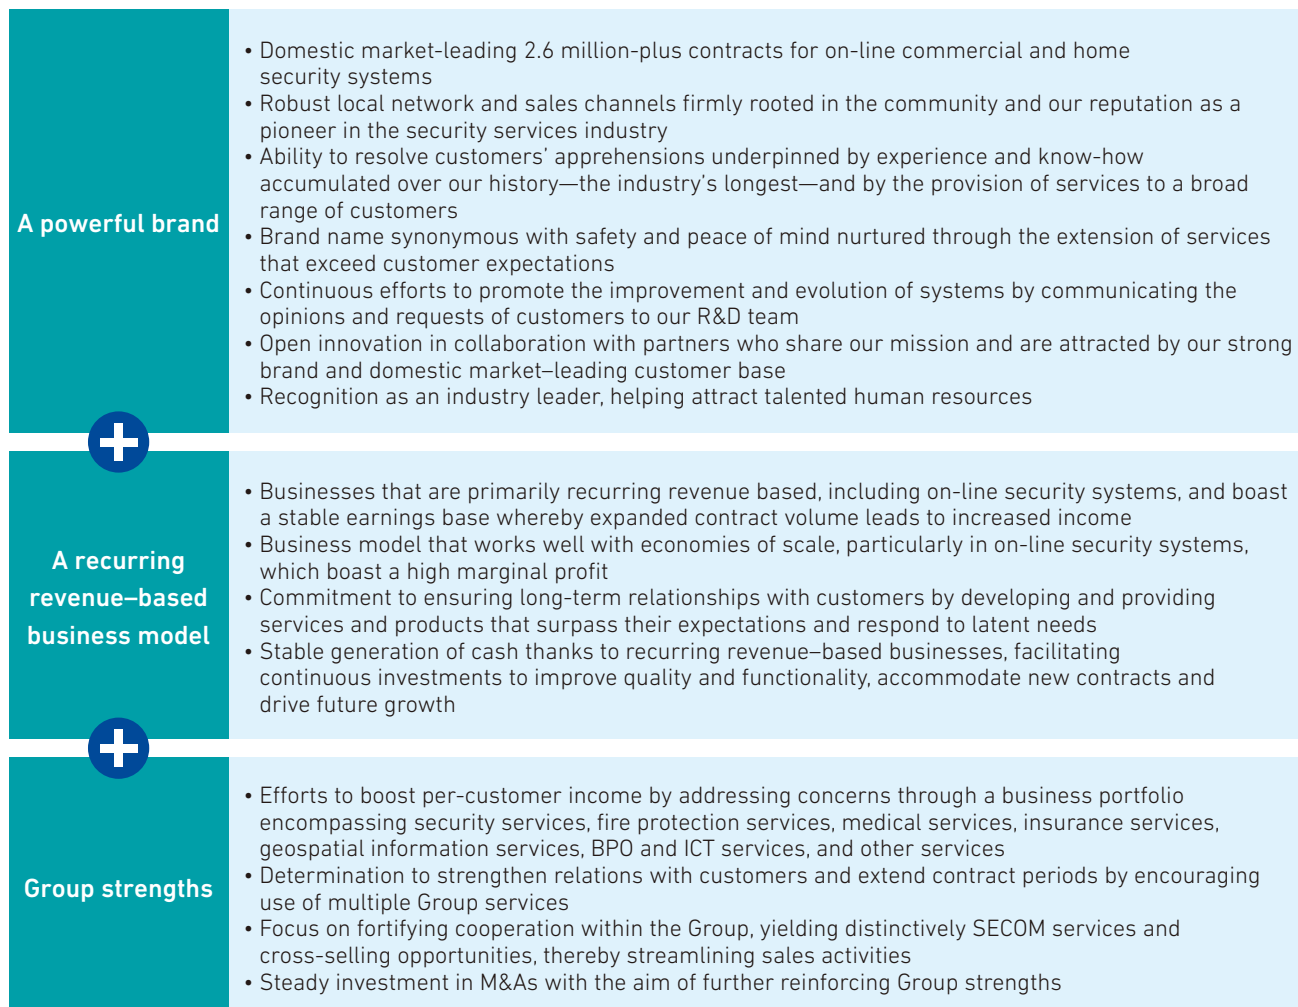 A powerful brand
• Domestic market-leading 2.6 million-plus contracts for on-line commercial and home
security systems
• Robust local network and sales channels firmly rooted in the community and our reputation as a
pioneer in the security services industry
• Ability to resolve customers’ apprehensions underpinned by experience and know-how
accumulated over our history—the industry’s longest—and by the provision of services to a broad
range of customers
• Brand name synonymous with safety and peace of mind nurtured through the extension of services
that exceed customer expectations
• Continuous efforts to promote the improvement and evolution of systems by communicating the
opinions and requests of customers to our R&D team
• Open innovation in collaboration with partners who share our mission and are attracted by our strong
brand and domestic market–leading customer base
• Recognition as an industry leader, helping attract talented human resources
A recurring
revenue–based
business model
• Businesses that are primarily recurring revenue based, including on-line security systems, and boast
a stable earnings base whereby expanded contract volume leads to increased income
• Business model that works well with economies of scale, particularly in on-line security systems,
which boast a high marginal profit
• Commitment to ensuring long-term relationships with customers by developing and providing
services and products that surpass their expectations and respond to latent needs
• Stable generation of cash thanks to recurring revenue–based businesses, facilitating
continuous investments to improve quality and functionality, accommodate new contracts and
drive future growth
Group strengths
• Efforts to boost per-customer income by addressing concerns through a business portfolio
encompassing security services, fire protection services, medical services, insurance services,
geospatial information services, BPO and ICT services, and other services
• Determination to strengthen relations with customers and extend contract periods by encouraging
use of multiple Group services
• Focus on fortifying cooperation within the Group, yielding distinctively SECOM services and
cross-selling opportunities, thereby streamlining sales activities
• Steady investment in M&As with the aim of further reinforcing Group strengths